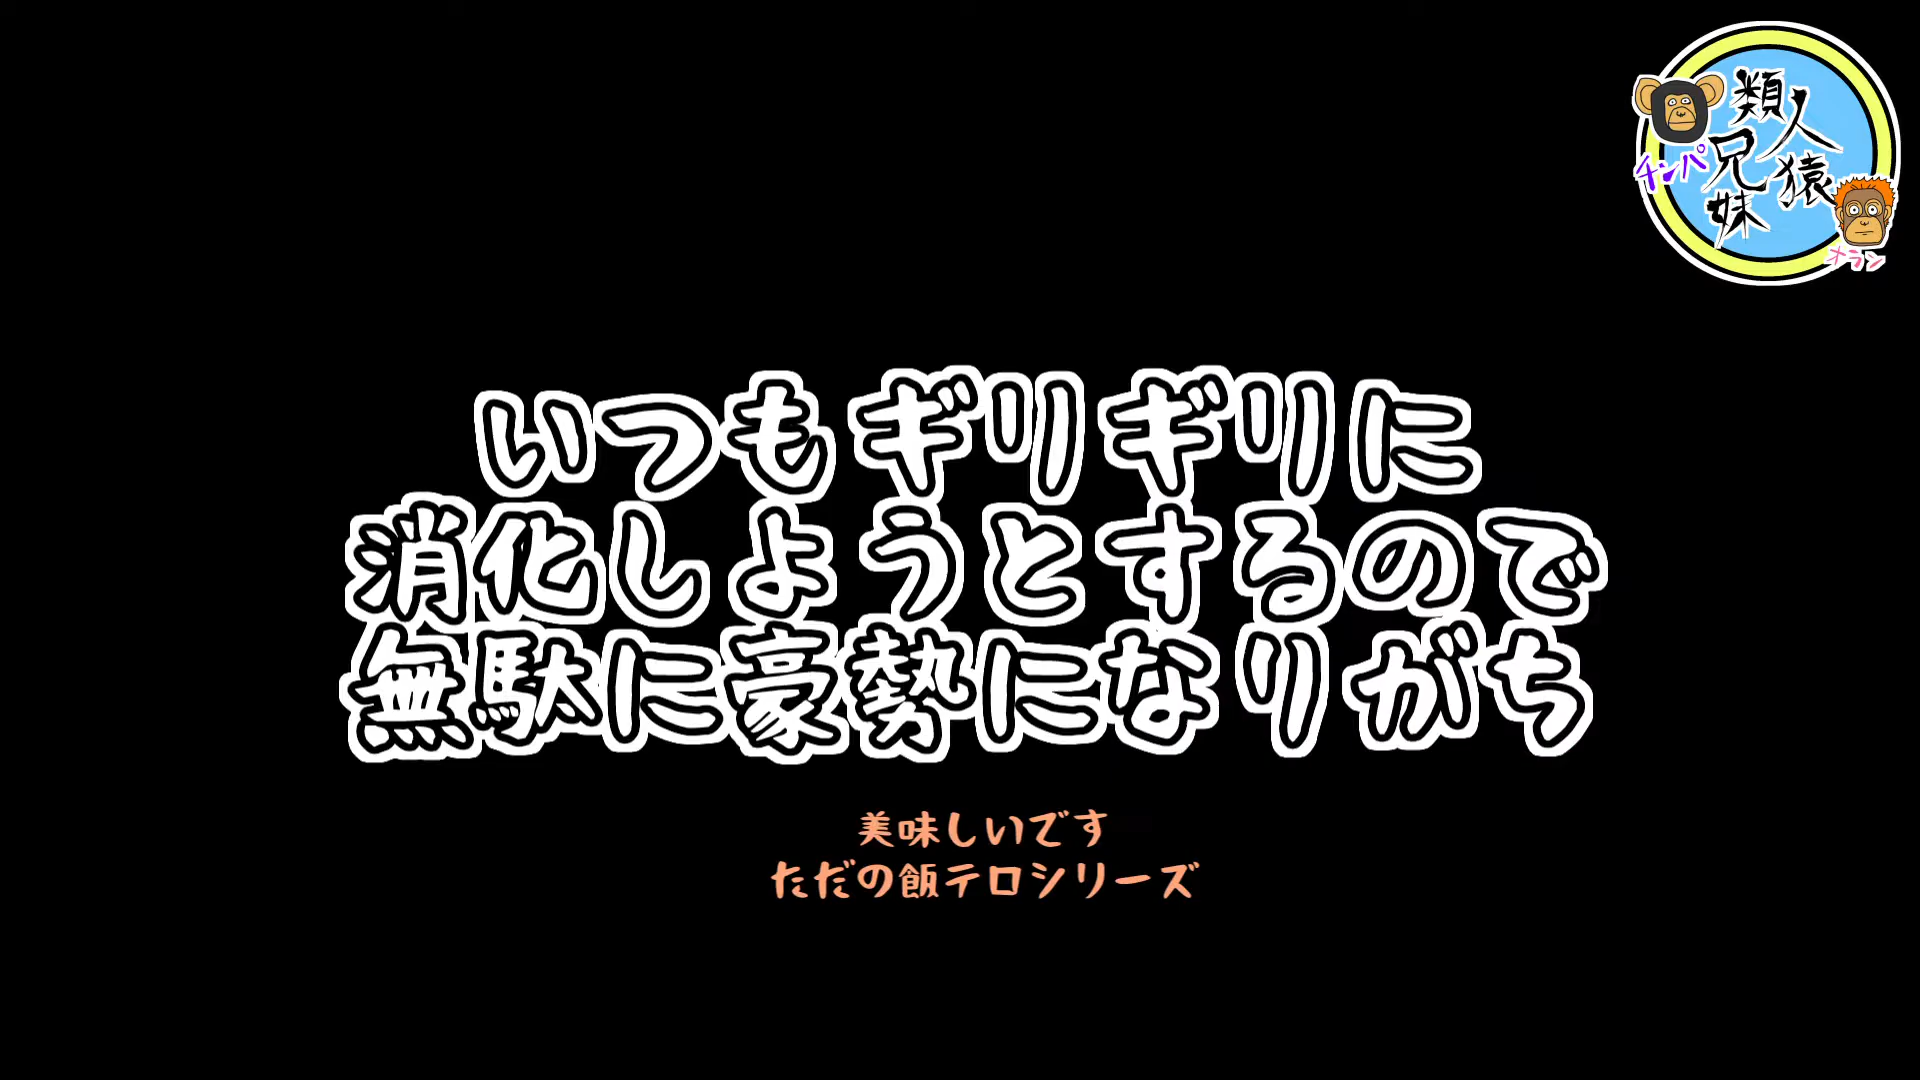 いつもギリギリに
消化しようとするので
無駄に豪勢になりがち
美味しいです
ただの飯テロシリーズ
類人猿
兄妹
チンパ
オラン